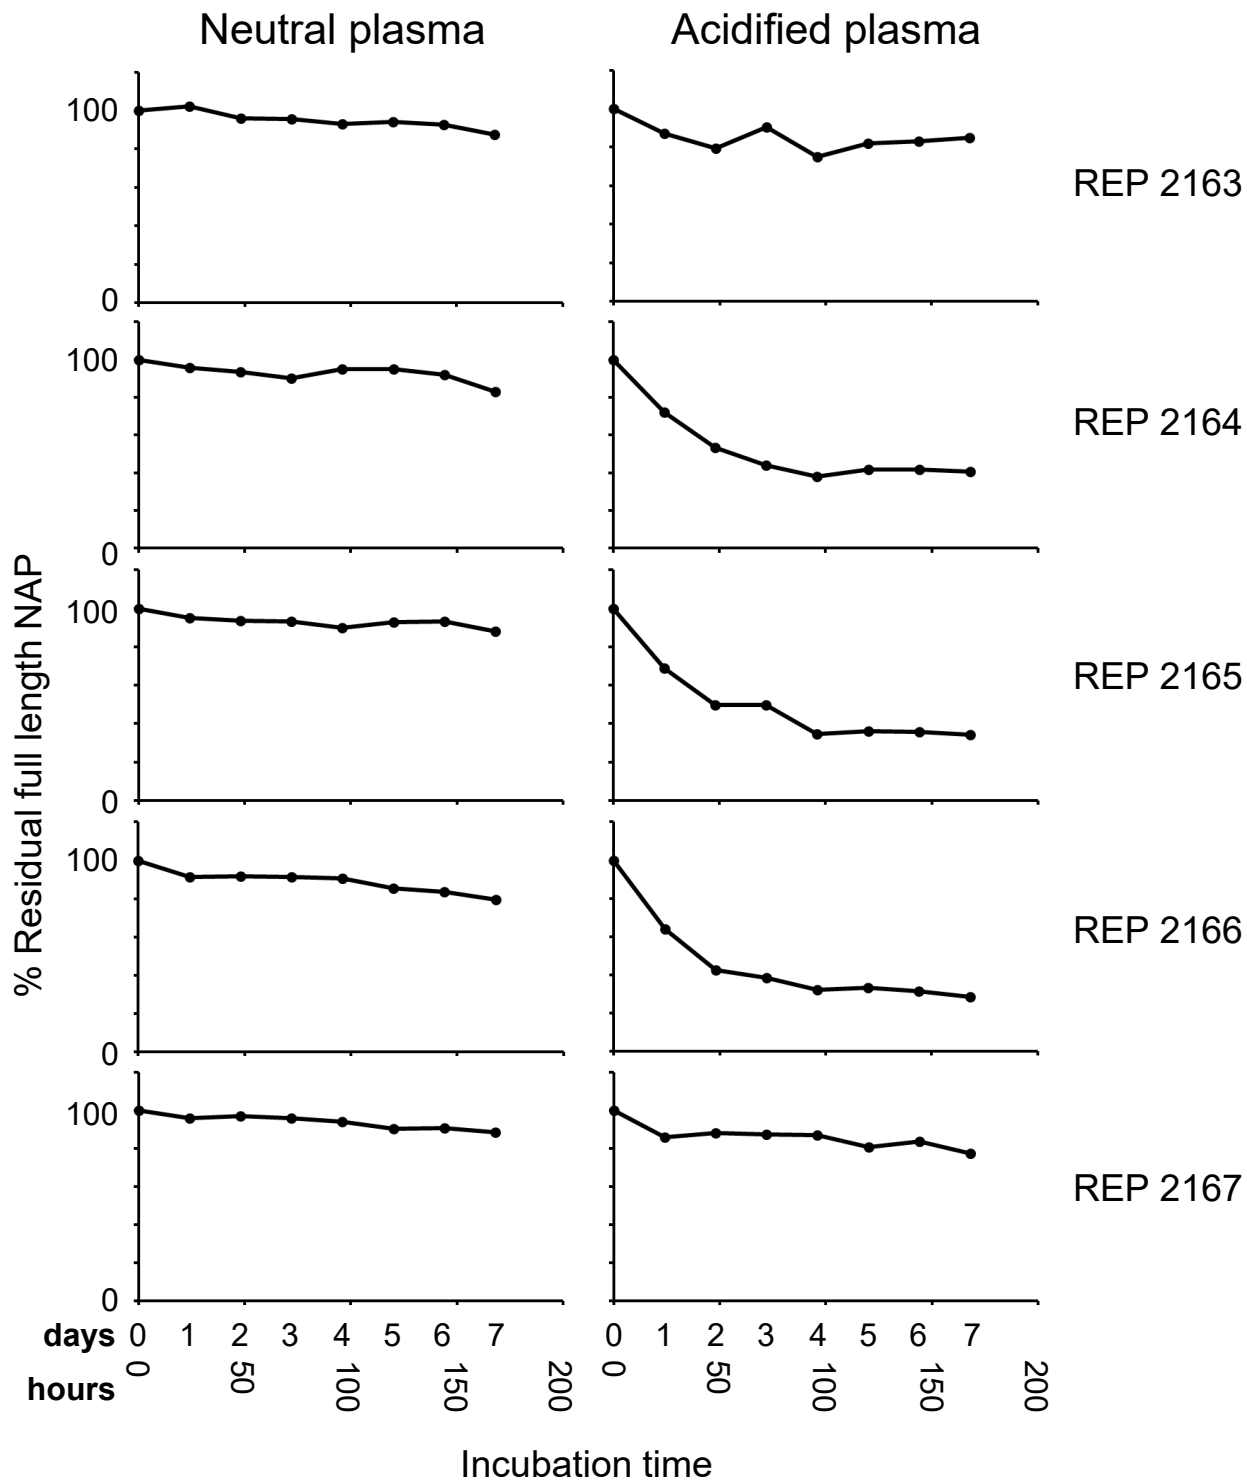 Neutral plasma
Acidified plasma
% Residual full length NAP
100
0
REP 2163
100
0
REP 2164
100
0
REP 2165
100
0
REP 2166
100
0
REP 2167
days 0 1 2 3 4 5 6 7 0 1 2 3 4 5 6 7
hours 0 50 100 150 200 0 50 100 150 200
Incubation time